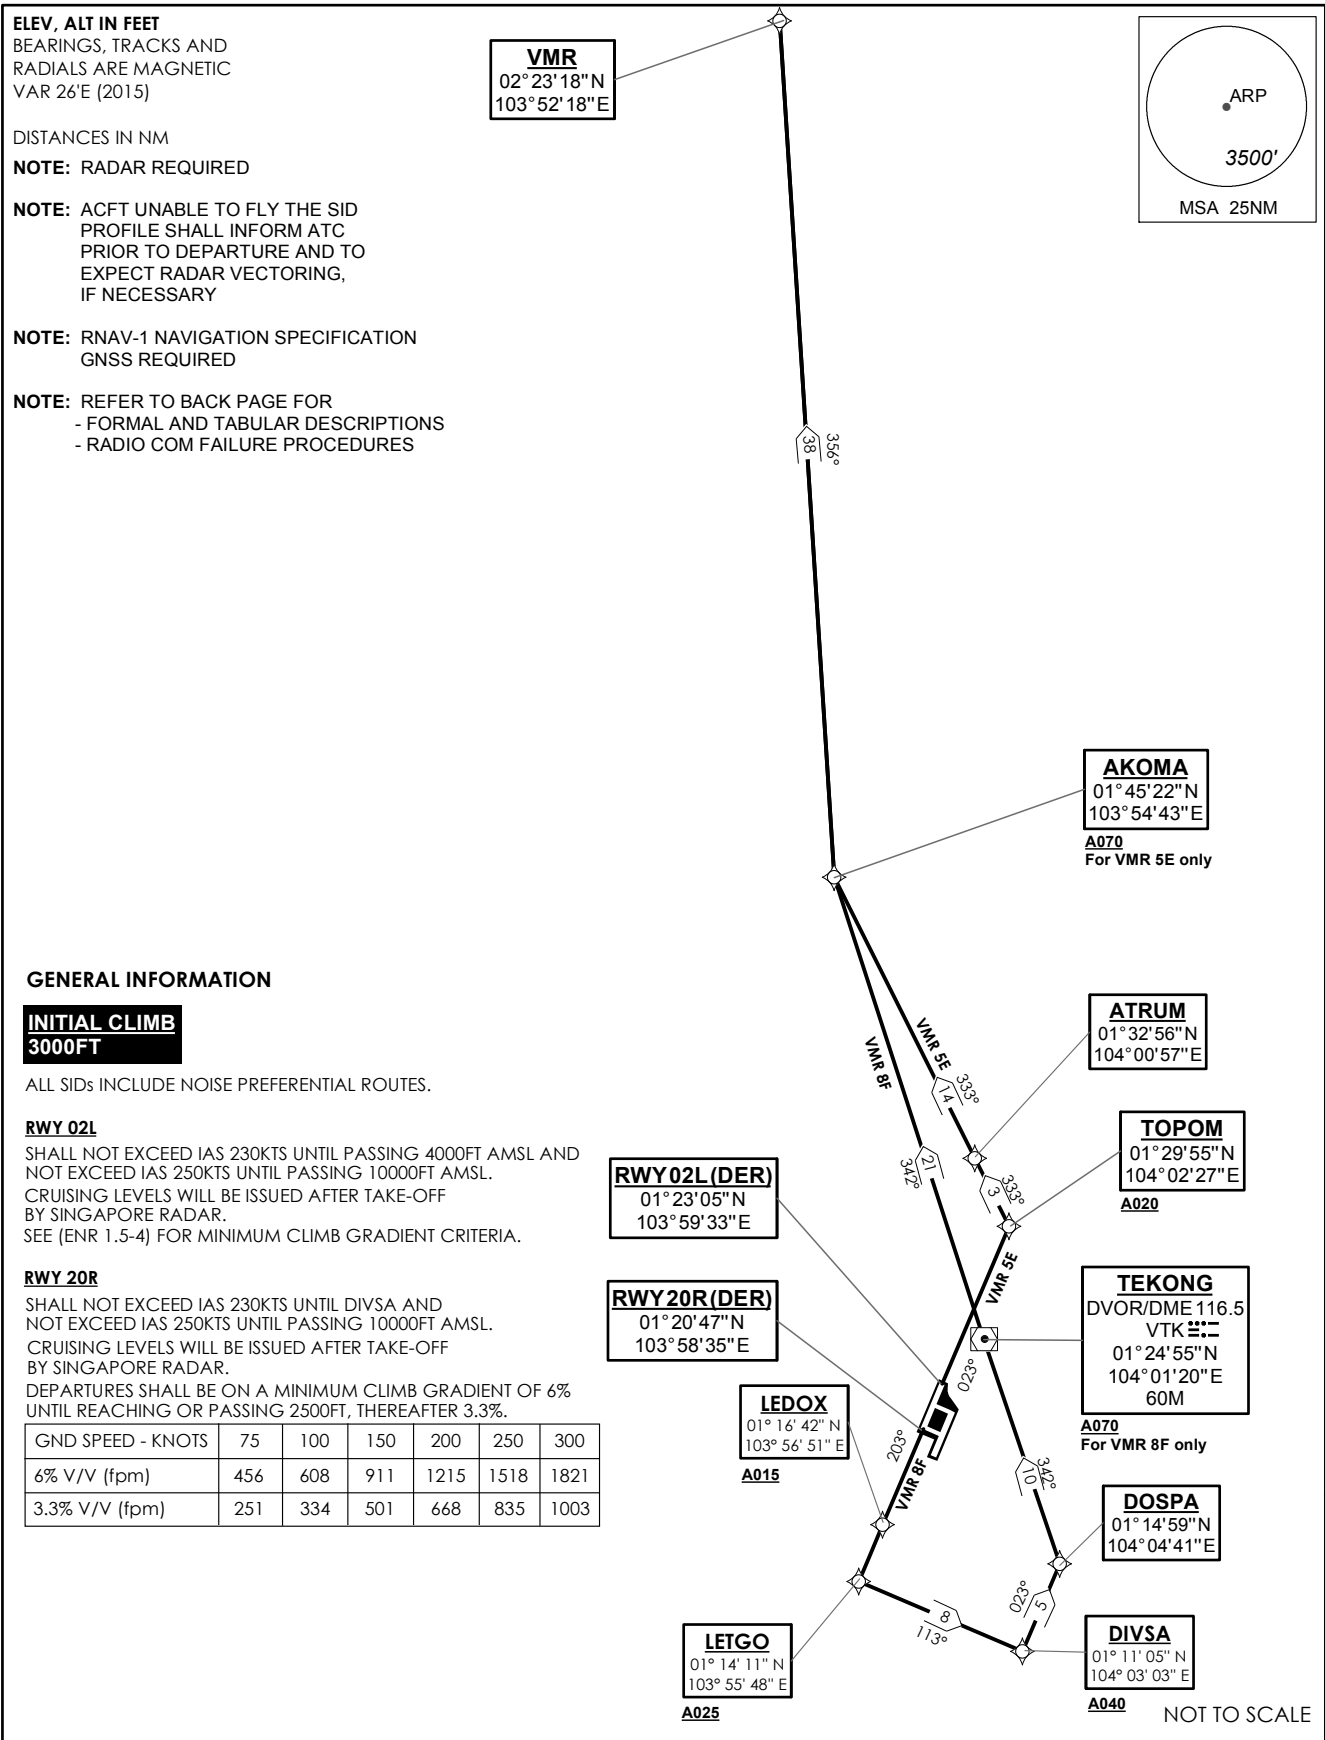 ELEV, ALT IN FEET
BEARINGS, TRACKS AND
RADIALS ARE MAGNETIC
VAR 26'E (2015)
DISTANCES IN NM
NOTE: RADAR REQUIRED
NOTE: ACFT UNABLE TO FLY THE SID
PROFILE SHALL INFORM ATC
PRIOR TO DEPARTURE AND TO
EXPECT RADAR VECTORING,
IF NECESSARY
NOTE: RNAV-1 NAVIGATION SPECIFICATION
GNSS REQUIRED
NOTE: REFER TO BACK PAGE FOR
- FORMAL AND TABULAR DESCRIPTIONS
- RADIO COM FAILURE PROCEDURES
VMR
02°23'18"N
103°52'18"E
ARP
3500'
MSA 25NM
38
356°
AKOMA
01°45'22"N
103°54'43"E
A070
For VMR 5E only
GENERAL INFORMATION
INITIAL CLIMB
3000FT
ALL SIDs INCLUDE NOISE PREFERENTIAL ROUTES.
RWY 02L
SHALL NOT EXCEED IAS 230KTS UNTIL PASSING 4000FT AMSL AND
NOT EXCEED IAS 250KTS UNTIL PASSING 10000FT AMSL.
CRUISING LEVELS WILL BE ISSUED AFTER TAKE-OFF
BY SINGAPORE RADAR.
SEE (ENR 1.5-4) FOR MINIMUM CLIMB GRADIENT CRITERIA.
RWY 20R
SHALL NOT EXCEED IAS 230KTS UNTIL DIVSA AND
NOT EXCEED IAS 250KTS UNTIL PASSING 10000FT AMSL.
CRUISING LEVELS WILL BE ISSUED AFTER TAKE-OFF
BY SINGAPORE RADAR.
DEPARTURES SHALL BE ON A MINIMUM CLIMB GRADIENT OF 6%
UNTIL REACHING OR PASSING 2500FT, THEREAFTER 3.3%.
GND SPEED - KNOTS 75 100 150 200 250 300
6% V/V (fpm) 456 608 911 1215 1518 1821
3.3% V/V (fpm) 251 334 501 668 835 1003
VMR 8F
VMR 5E
14
333°
21
342°
3
333°
ATRUM
01°32'56"N
104°00'57"E
TOPOM
01°29'55"N
104°02'27"E
A020
RWY02L(DER)
01°23'05"N
103°59'33"E
VMR 5E
RWY20R(DER)
01°20'47"N
103°58'35"E
TEKONG
DVOR/DME 116.5
VTK
01°24'55"N
104°01'20"E
60M
A070
For VMR 8F only
023°
LEDOX
01° 16' 42" N
103° 56' 51" E
A015
203°
VMR 8F
10
342°
DOSPA
01°14'59"N
104°04'41"E
023°
5
8
113°
LETGO
01° 14' 11" N
103° 55' 48" E
A025
DIVSA
01° 11' 05" N
104° 03' 03" E
A040
NOT TO SCALE